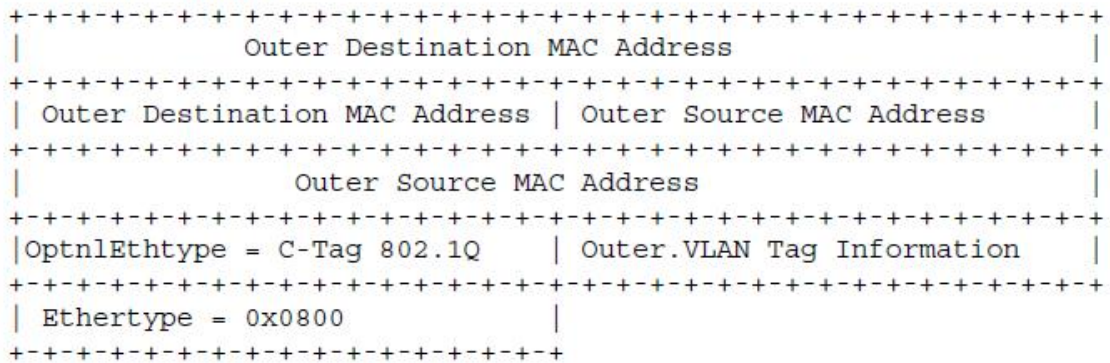 +-+-+-+-+-+-+-+-+-+-+-+-+-+-+-+-+-+-+-+-+-+-+-+-+-+-+-+-+-+-+-+-+
|             Outer Destination MAC Address                     |
+-+-+-+-+-+-+-+-+-+-+-+-+-+-+-+-+-+-+-+-+-+-+-+-+-+-+-+-+-+-+-+-+
| Outer Destination MAC Address | Outer Source MAC Address      |
+-+-+-+-+-+-+-+-+-+-+-+-+-+-+-+-+-+-+-+-+-+-+-+-+-+-+-+-+-+-+-+-+
|                Outer Source MAC Address                       |
+-+-+-+-+-+-+-+-+-+-+-+-+-+-+-+-+-+-+-+-+-+-+-+-+-+-+-+-+-+-+-+-+
|OptnlEthtype = C-Tag 802.1Q    | Outer.VLAN Tag Information    |
+-+-+-+-+-+-+-+-+-+-+-+-+-+-+-+-+-+-+-+-+-+-+-+-+-+-+-+-+-+-+-+-+
| Ethertype = 0x0800            |
+-+-+-+-+-+-+-+-+-+-+-+-+-+-+-+-+